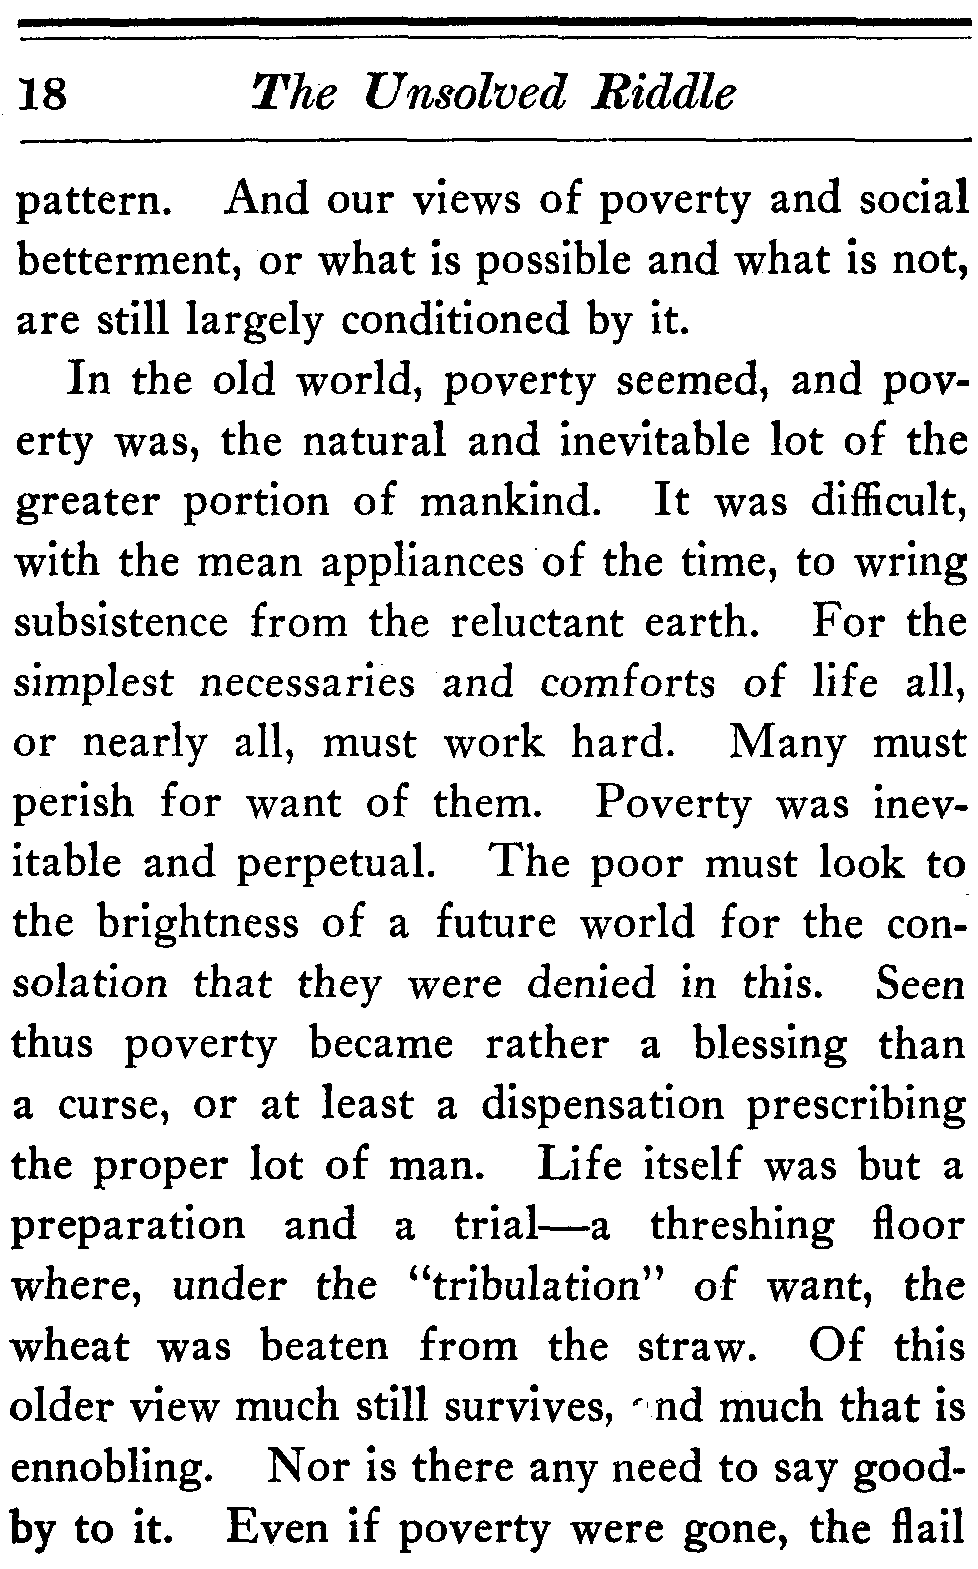 18 The Unsolved Riddle
pattern. And our views of poverty and social
betterment, or what is possible and what is not,
are still largely conditioned by it.
In the old world, poverty seemed, and pov-
erty was, the natural and inevitable lot of the
greater portion of mankind. It was difficult,
with the mean appliances of the time, to wring
subsistence from the reluctant earth. For the
simplest necessaries and comforts of life all,
or nearly all, must work hard. Many must
perish for want of them. Poverty was inev-
itable and perpetual. The poor must look to
the brightness of a future world for the con-
solation that they were denied in this. Seen
thus poverty became rather a blessing than
a curse, or at least a dispensation prescribing
the proper lot of man. Life itself was but a
preparation and a trial—a threshing floor
where, under the “tribulation” of want, the
wheat was beaten from the straw. Of this
older view much still survives, and much that is
ennobling. Nor is there any need to say good-
by to it. Even if poverty were gone, the flail